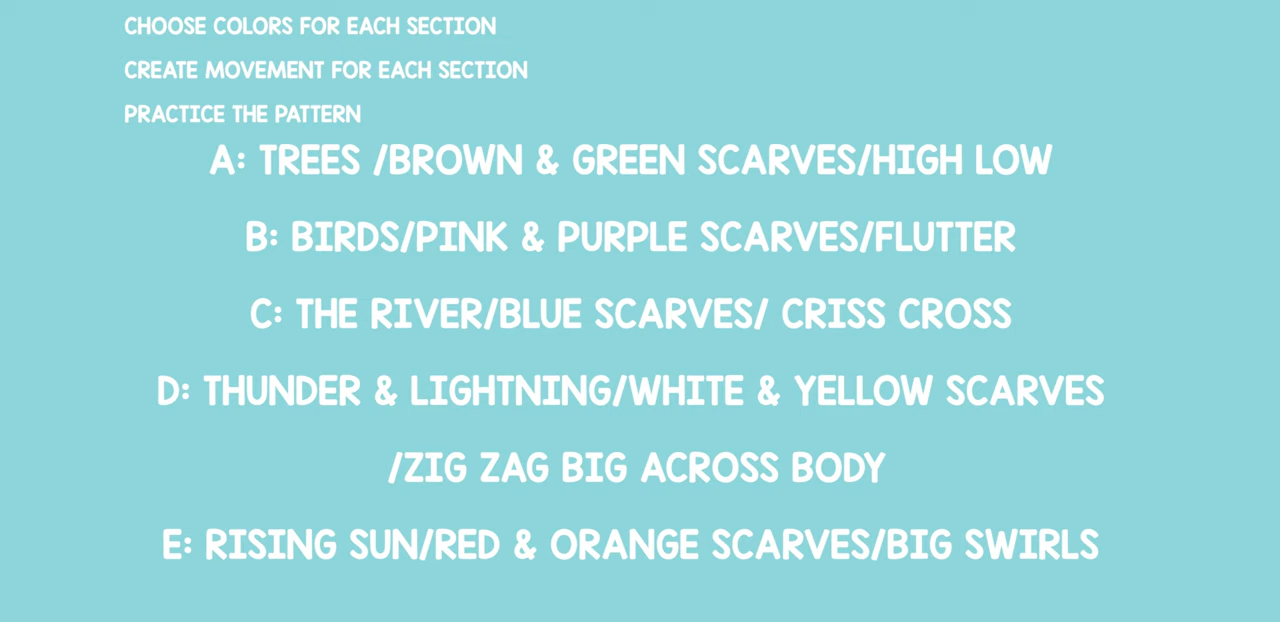 CHOOSE COLORS FOR EACH SECTION
CREATE MOVEMENT FOR EACH SECTION
PRACTICE THE PATTERN
A: TREES /BROWN & GREEN SCARVES/HIGH LOW
B: BIRDS/PINK & PURPLE SCARVES/FLUTTER
C: THE RIVER/BLUE SCARVES/ CRISS CROSS
D: THUNDER & LIGHTNING/WHITE & YELLOW SCARVES
/ZIG ZAG BIG ACROSS BODY
E: RISING SUN/RED & ORANGE SCARVES/BIG SWIRLS